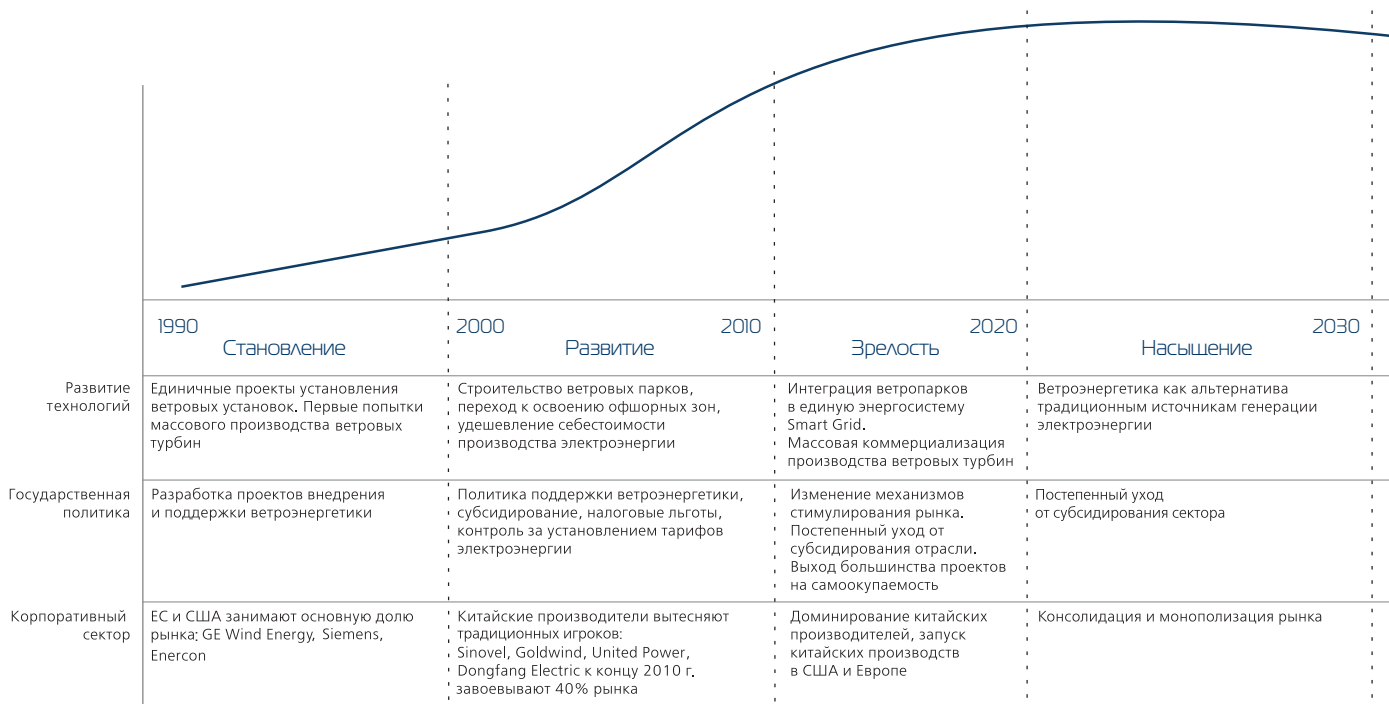 1990
2000
2010
2020
2030
Становление
Развитие
Зрелость
Насыщение
Развитие
технологий
Единичные проекты установления
ветровых установок. Первые попытки
массового производства ветровых
турбин
Строительство ветровых парков,
переход к освоению офшорных зон,
удешевление себестоимости
производства электроэнергии
Интеграция ветропарков
в единую энергосистему
Smart Grid.
Массовая коммерциализация
производства ветровых турбин
Ветроэнергетика как альтернатива
традиционным источникам генерации
электроэнергии
Государственная
политика
Разработка проектов внедрения
и поддержки ветроэнергетики
Политика поддержки ветроэнергетики,
субсидирование, налоговые льготы,
контроль за установлением тарифов
электроэнергии
Изменение механизмов
стимулирования рынка.
Постепенный уход от
субсидирования отрасли.
Выход большинства проектов
на самоокупаемость
Постепенный уход
от субсидирования сектора
Корпоративный
сектор
ЕС и США занимают основную долю
рынка: GE Wind Energy, Siemens,
Enercon
Китайские производители вытесняют
традиционных игроков:
Sinovel, Goldwind, United Power,
Dongfang Electric к концу 2010 г.
завоевывают 40% рынка
Доминирование китайских
производителей, запуск
китайских производств
в США и Европе
Консолидация и монополизация рынка